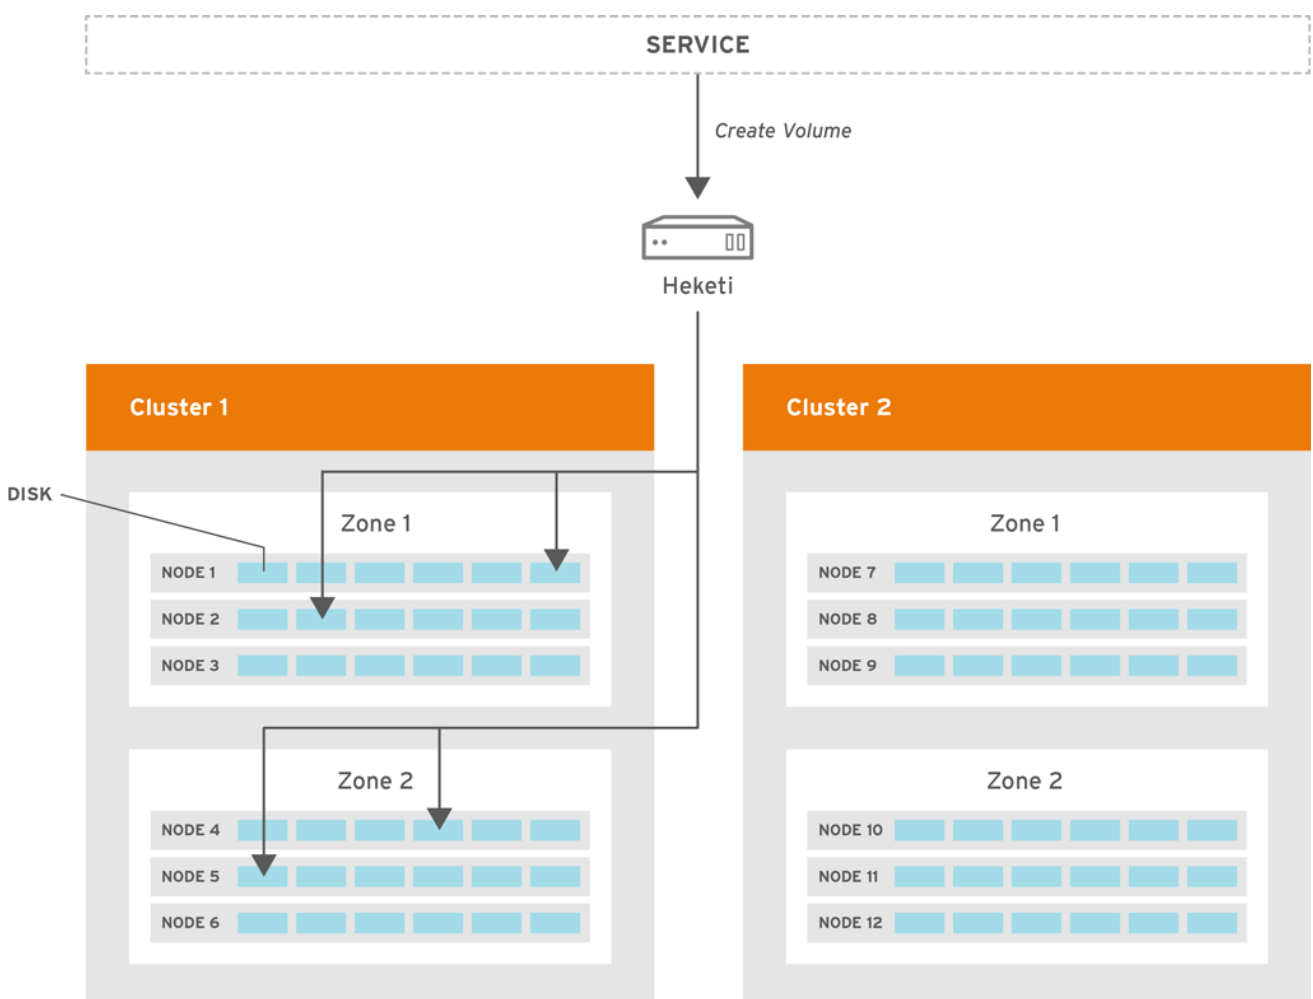 SERVICE
Create Volume
Heketi
Cluster 1
DISK
Zone 1
NODE 1
NODE 2
NODE 3
Zone 2
NODE 4
NODE 5
NODE 6
Cluster 2
Zone 1
NODE 7
NODE 8
NODE 9
Zone 2
NODE 10
NODE 11
NODE 12